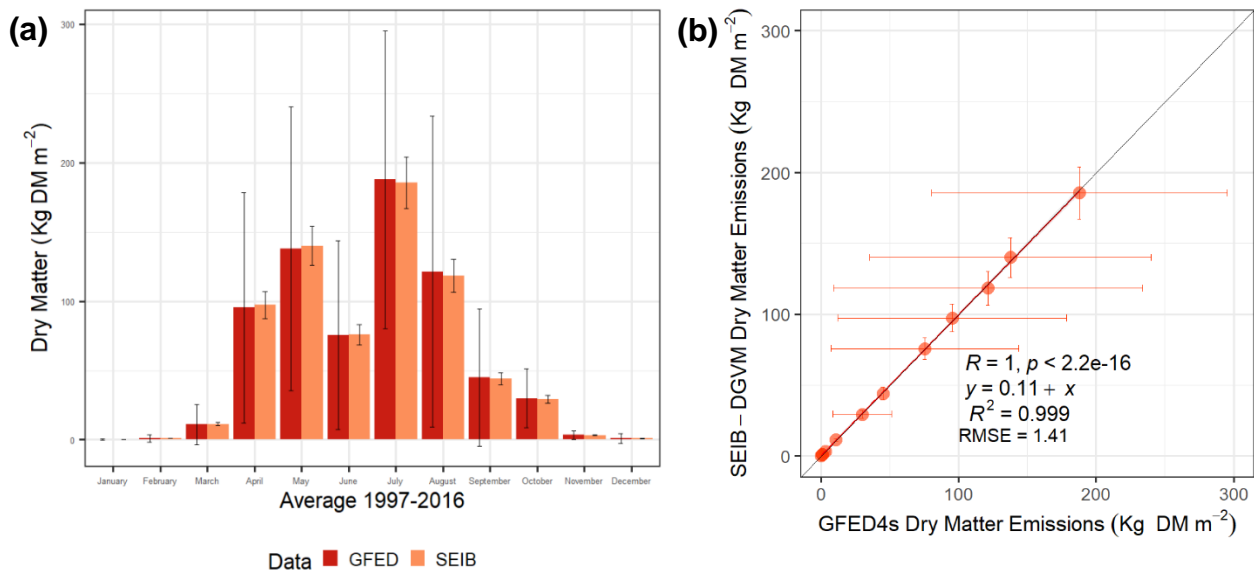 (a)
300
200
100
0
Dry Matter (Kg DM m−2)
January February March April May June July August September October November December
Average 1997-2016
Data GFED SEIB
(b)
300
200
100
0
SEIB−DGVM Dry Matter Emissions (Kg DM m−2)
R = 1, p < 2.2e-16
y = 0.11 + x
R2 = 0.999
RMSE = 1.41
0 100 200 300
GFED4s Dry Matter Emissions (Kg DM m−2)